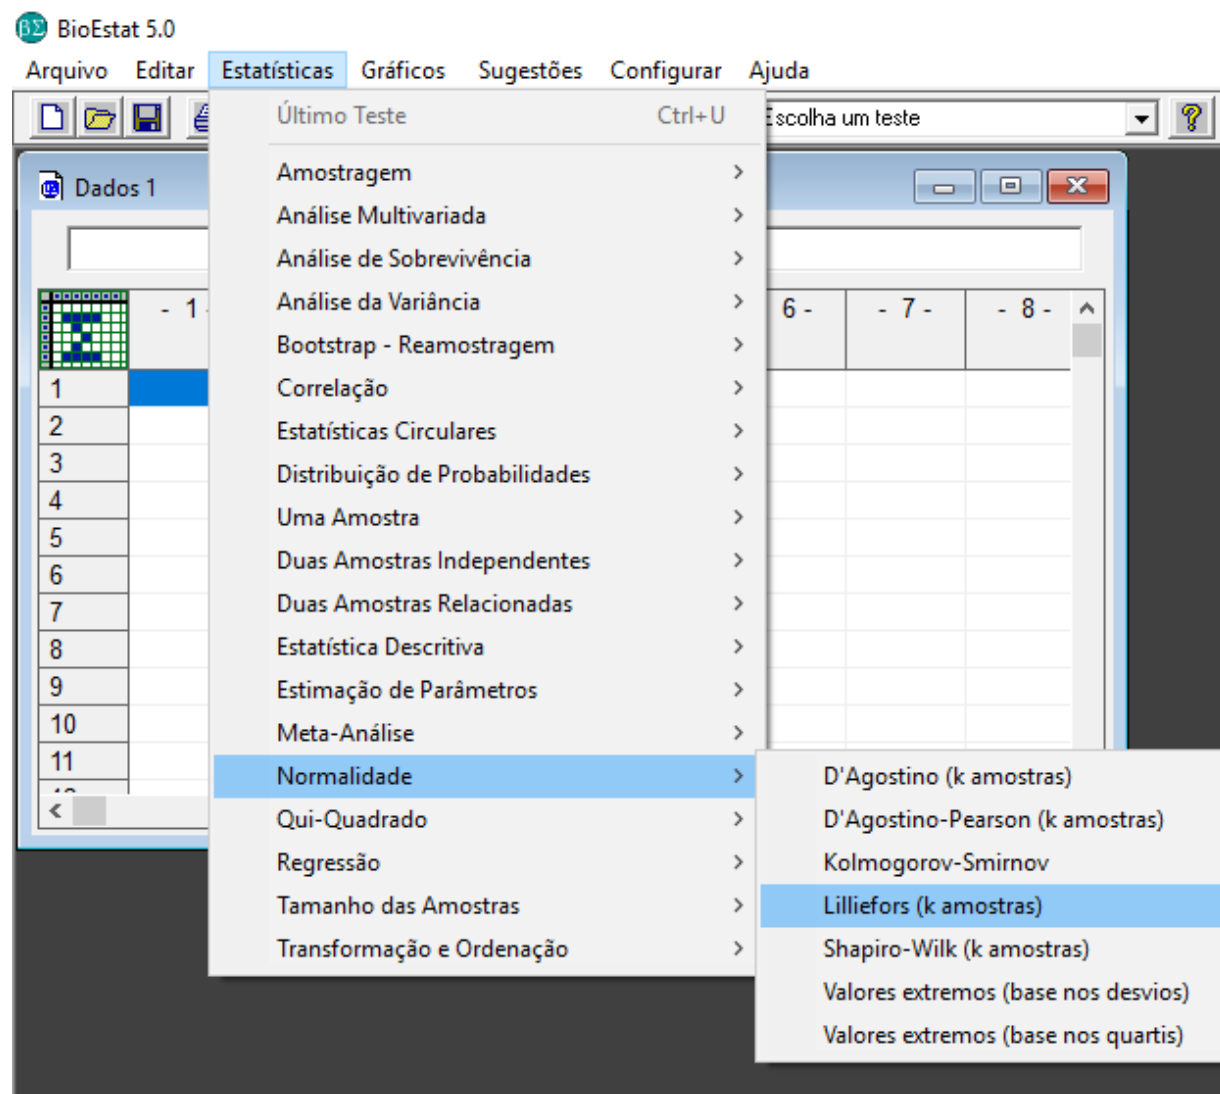 BioEstat 5.0
Arquivo Editar Estatísticas Gráficos Sugestões Configurar Ajuda
Último Teste Ctrl+U
Escolha um teste
Dados 1
Amostragem
Análise Multivariada
Análise de Sobrevivência
Análise da Variância
Bootstrap - Reamostragem
Correlação
Estatísticas Circulares
Distribuição de Probabilidades
Uma Amostra
Duas Amostras Independentes
Duas Amostras Relacionadas
Estatística Descritiva
Estimação de Parâmetros
Meta-Análise
Normalidade
Qui-Quadrado
Regressão
Tamanho das Amostras
Transformação e Ordenação
- 1 6 - - 7 - - 8 -
1
2
3
4
5
6
7
8
9
10
11
D'Agostino (k amostras)
D'Agostino-Pearson (k amostras)
Kolmogorov-Smirnov
Lilliefors (k amostras)
Shapiro-Wilk (k amostras)
Valores extremos (base nos desvios)
Valores extremos (base nos quartis)